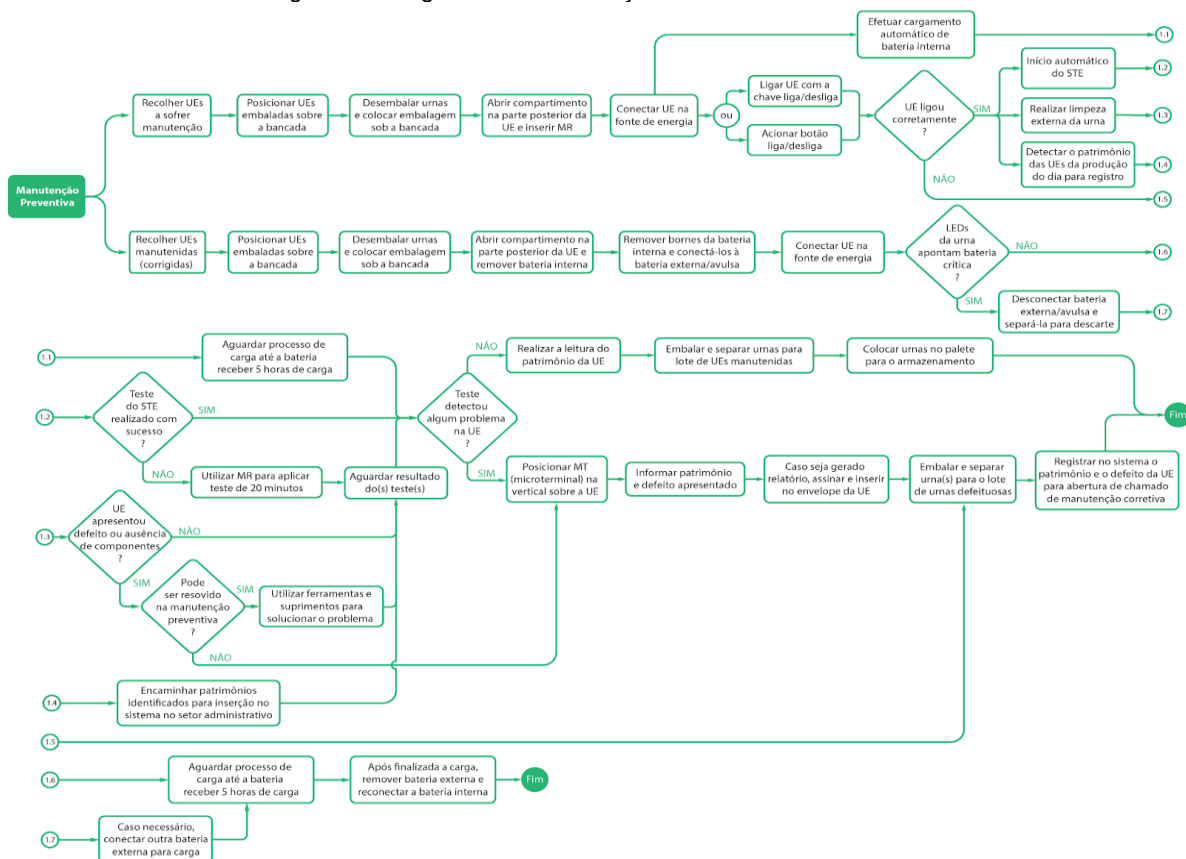 Efetuar cargamento
automático de
bateria interna
1.1
Início automático
do STE
1.2
Recolher UEs
a sofrer
manutenção
Posicionar UEs
embaladas sobre
a bancada
Desembalar urnas
e colocar embalagem
sob a bancada
Abrir compartimento
na parte posterior da
UE e inserir MR
Conectar UE na
fonte de energia
ou
Ligar UE com a
chave liga/desliga
Acionar botão
liga/desliga
UE ligou
corretamente
?
SIM
Realizar limpeza
externa da urna
1.3
Detectar o patrimônio
das UEs da produção
do dia para registro
1.4
NÃO
1.5
Manutenção
Preventiva
Recolher UEs
manutenidas
(corrigidas)
Posicionar UEs
embaladas sobre
a bancada
Desembalar urnas
e colocar embalagem
sob a bancada
Abrir compartimento na
parte posterior da UE e
remover bateria interna
Remover bornes da bateria
interna e conectá-los à
bateria externa/avulsa
Conectar UE na
fonte de energia
LEDs
da urna
apontam bateria
crítica
?
NÃO
1.6
SIM
Desconectar bateria
externa/avulsa e
separá-la para descarte
1.7
1.1
Aguardar processo de
carga até a bateria
receber 5 horas de carga
NÃO
Realizar a leitura do
patrimônio da UE
Embalar e separar urnas para
lote de UEs manutenidas
Colocar urnas no palete
para o armazenamento
1.2
Teste
do STE
realizado com
sucesso
?
SIM
Teste
detectou
algum problema
na UE
?
Fim
NÃO
Utilizar MR para aplicar
teste de 20 minutos
Aguardar resultado
do(s) teste(s)
SIM
Posicionar MT
(microterminal) na
vertical sobre a UE
Informar patrimônio
e defeito apresentado
Caso seja gerado
relatório, assinar e inserir
no envelope da UE
Embalar e separar
urna(s) para o lote
de urnas defeituosas
Registrar no sistema o
patrimônio e o defeito da UE
para abertura de chamado
de manutenção corretiva
1.3
UE
apresentou
defeito ou ausência
de componentes
?
NÃO
SIM
Pode
ser resovido
na manutenção
preventiva
?
SIM
Utilizar ferramentas e
suprimentos para
solucionar o problema
NÃO
1.4
Encaminhar patrimônios
identificados para inserção no
sistema no setor administrativo
1.5
1.6
Aguardar processo de
carga até a bateria
receber 5 horas de carga
Após finalizada a carga,
remover bateria externa e
reconectar a bateria interna
Fim
1.7
Caso necessário,
conectar outra bateria
externa para carga